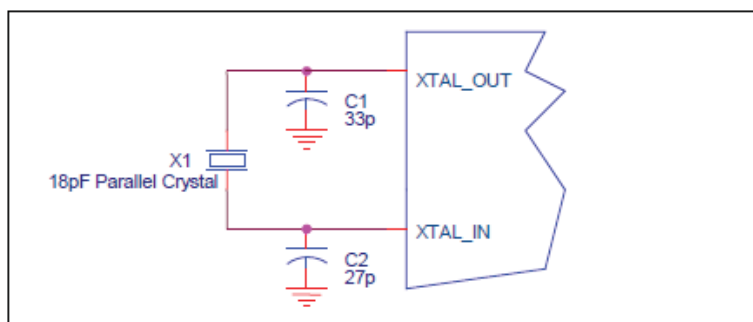 XTAL_OUT
C1
33p
X1
18pF Parallel Crystal
XTAL_IN
C2
27p